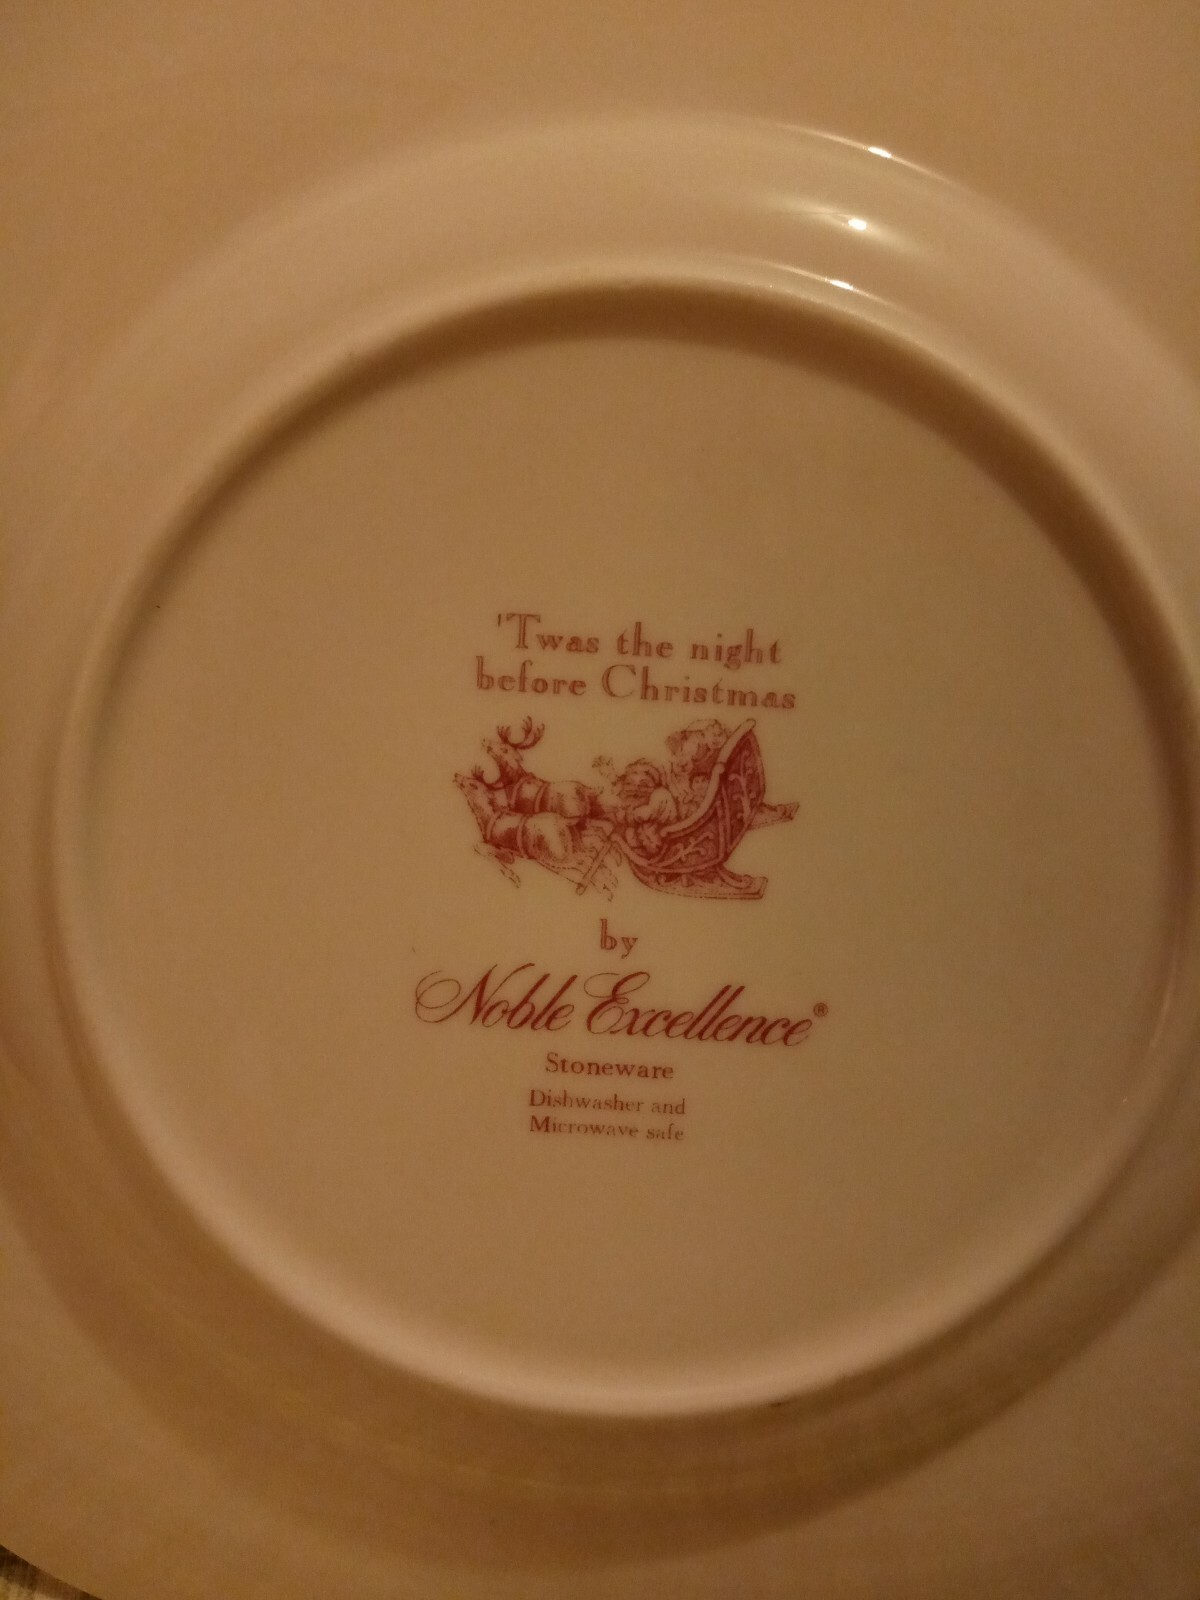 'Twas the night
before Christmas
by
Noble Excellence®
Stoneware
Dishwasher and
Microwave safe